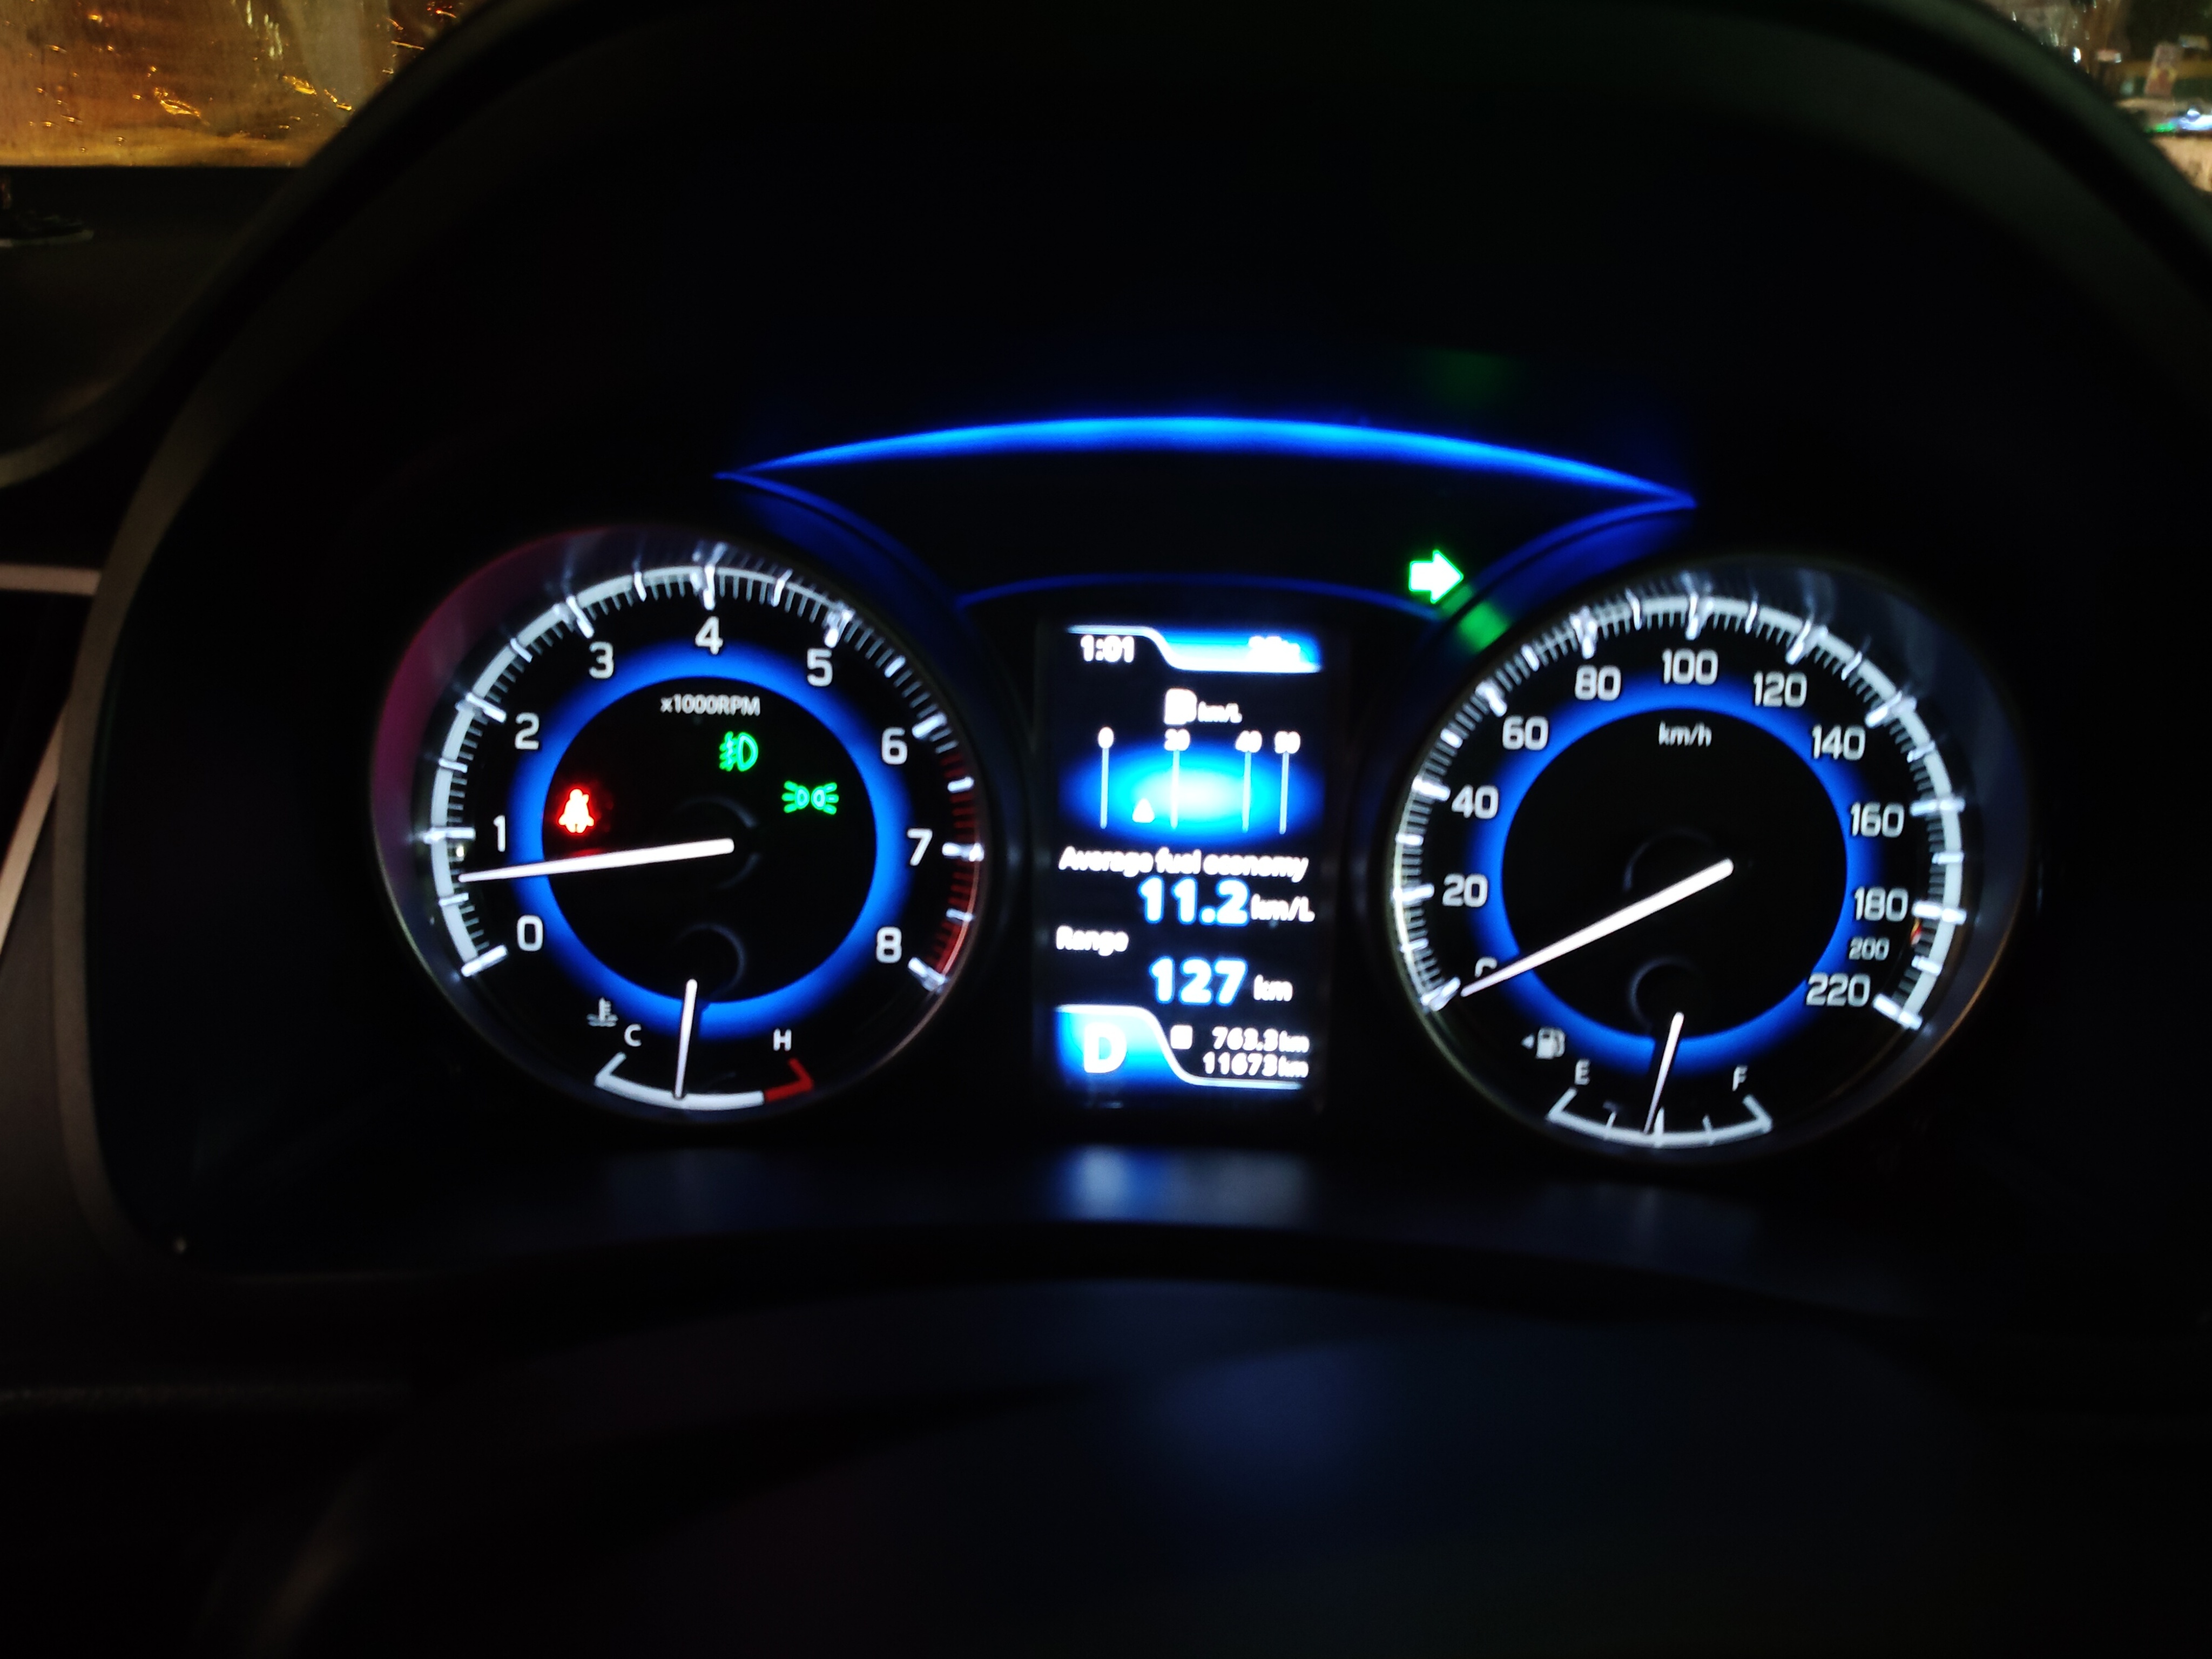 0
1
2
3
4
5
6
7
8
x1000RPM
C
H
1:01
km/L
0 20 40 50
Average fuel economy
11.2 km/L
Range
127 km
D
763.3 km
11673 km
20
40
60
80
100
120
140
160
180
200
220
km/h
E
F